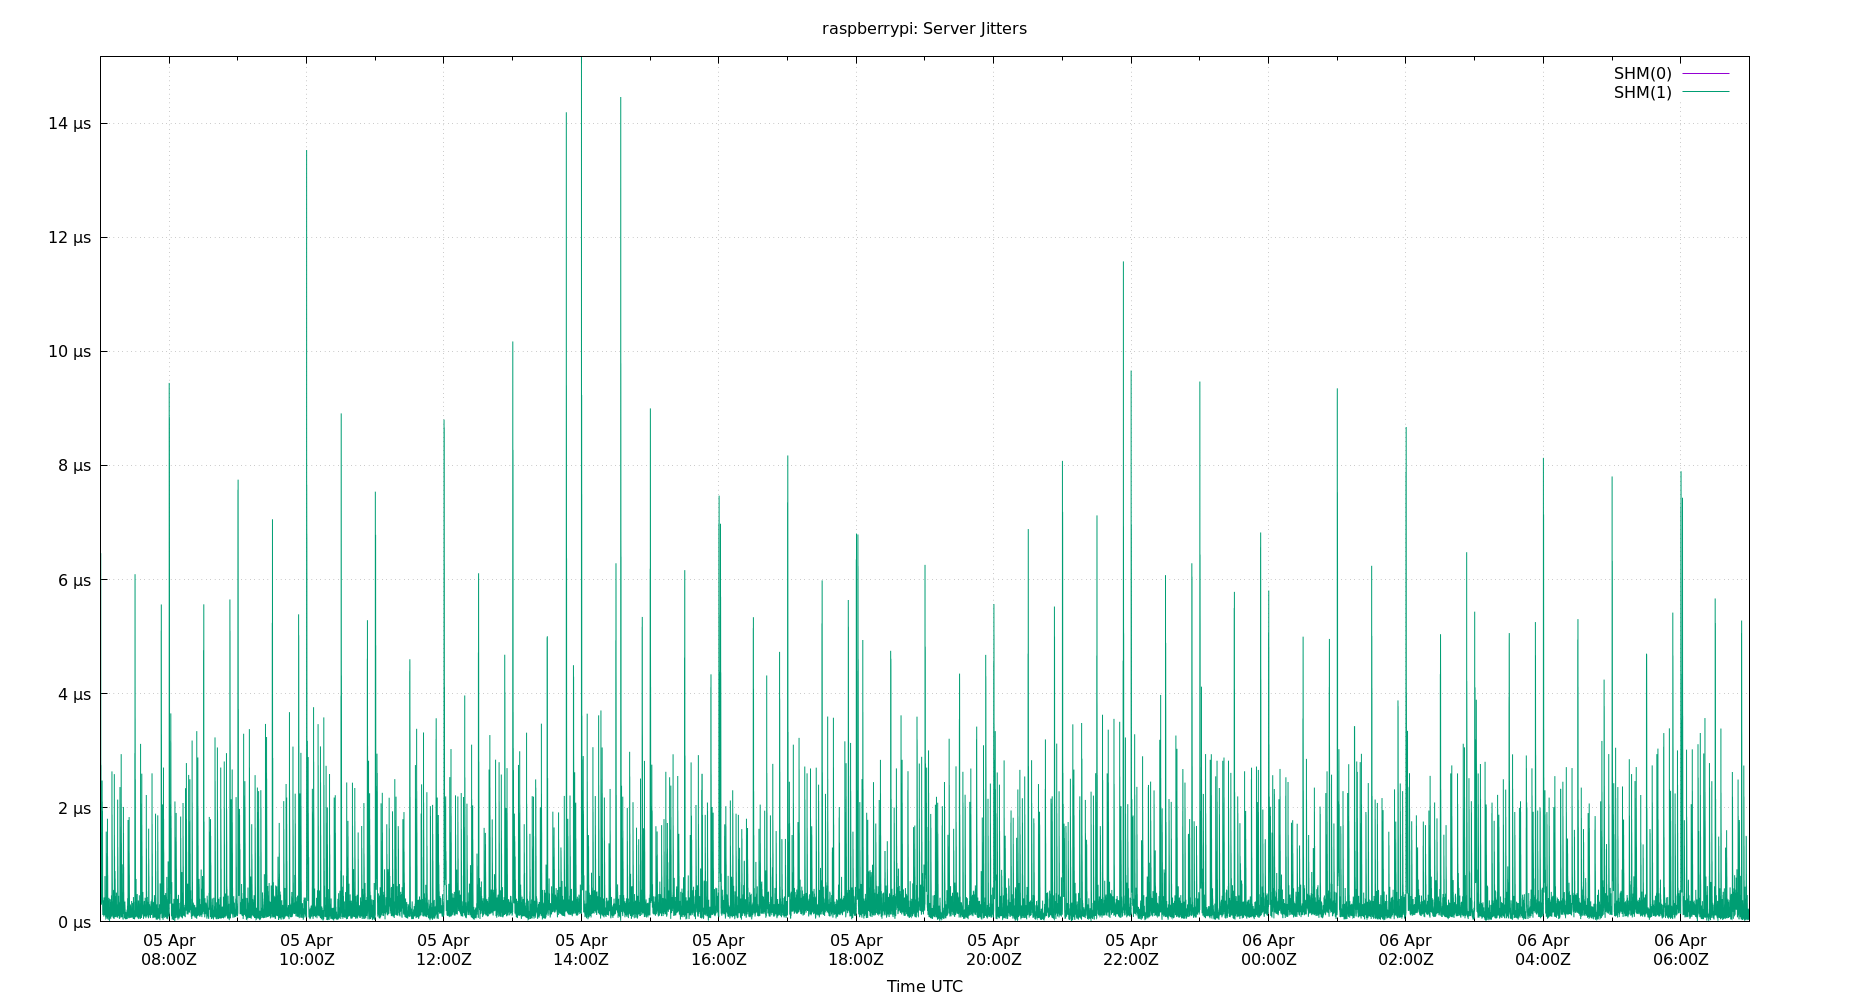 raspberrypi: Server Jitters
SHM(0)
SHM(1)
14 µs
12 µs
10 µs
8 µs
6 µs
4 µs
2 µs
0 µs
05 Apr 05 Apr 05 Apr 05 Apr 05 Apr 05 Apr 05 Apr 05 Apr 06 Apr 06 Apr 06 Apr 06 Apr
08:00Z 10:00Z 12:00Z 14:00Z 16:00Z 18:00Z 20:00Z 22:00Z 00:00Z 02:00Z 04:00Z 06:00Z
Time UTC